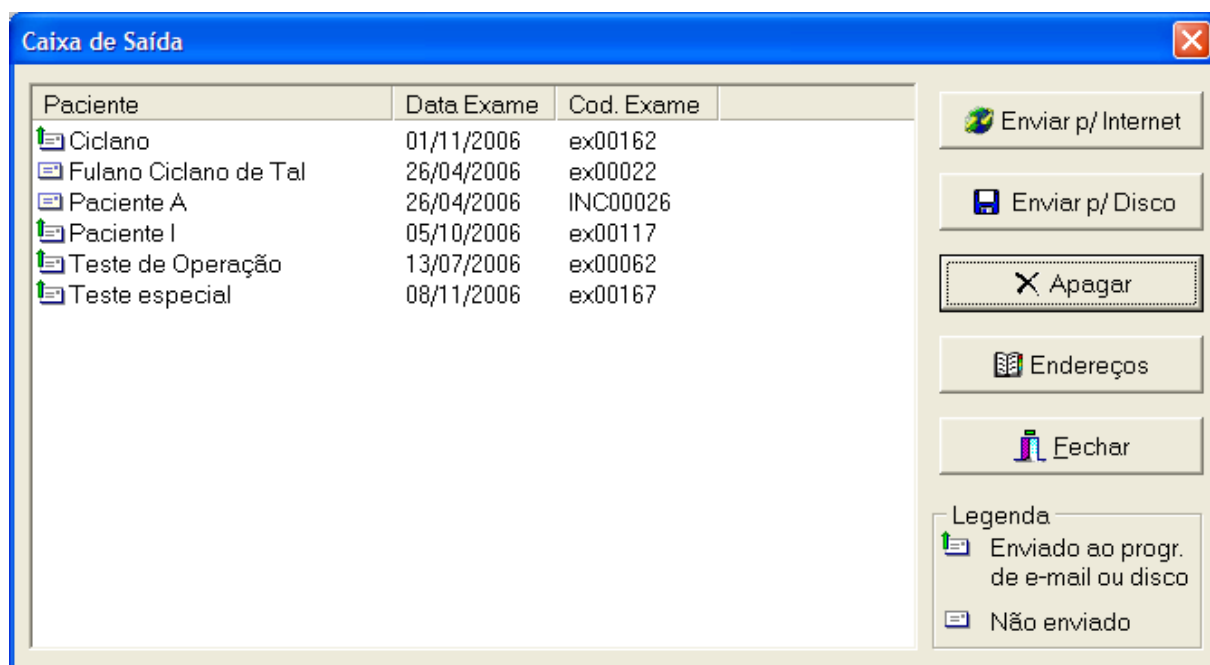 Caixa de Saída
Paciente Data Exame Cod. Exame
Ciclano 01/11/2006 ex00162
Fulano Ciclano de Tal 26/04/2006 ex00022
Paciente A 26/04/2006 INC00026
Paciente I 05/10/2006 ex00117
Teste de Operação 13/07/2006 ex00062
Teste especial 08/11/2006 ex00167
Enviar p/ Internet
Enviar p/ Disco
Apagar
Endereços
Fechar
Legenda
Enviado ao progr.
de e-mail ou disco
Não enviado